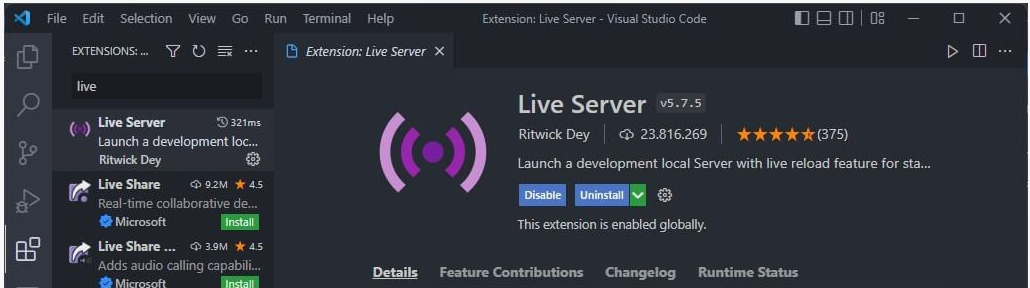 File Edit Selection View Go Run Terminal Help Extension: Live Server - Visual Studio Code
EXTENSIONS: ...
Extension: Live Server
live
Live Server 321ms
Launch a development loc...
Ritwick Dey
Live Share 9.2M 4.5
Real-time collaborative de...
Microsoft Install
Live Share ... 3.9M 4.5
Adds audio calling capabili...
Microsoft Install
Live Server v5.7.5
Ritwick Dey 23.816.269 (375)
Launch a development local Server with live reload feature for sta...
Disable Uninstall
This extension is enabled globally.
Details Feature Contributions Changelog Runtime Status